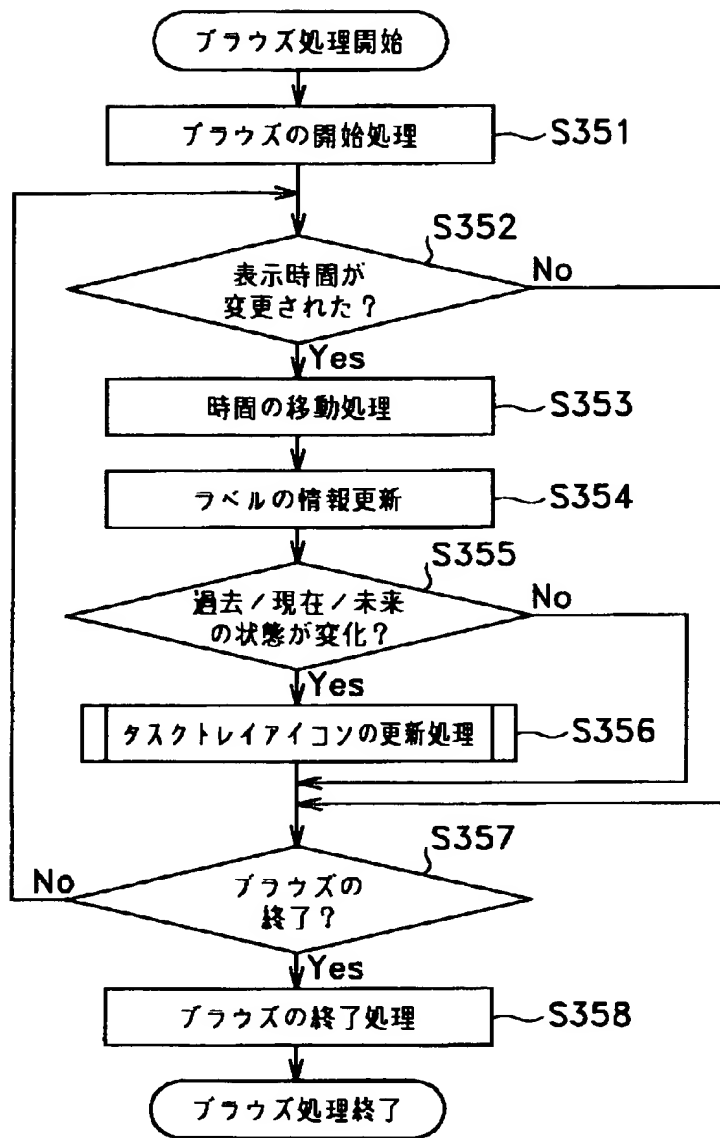 ブラウズ処理開始
ブラウズの開始処理
S351
S352
表示時間が
変更された？
No
Yes
時間の移動処理
S353
ラベルの情報更新
S354
S355
過去/現在/未来
の状態が変化？
No
Yes
タスクトレイアイコンの更新処理
S356
S357
No
ブラウズの
終了？
Yes
ブラウズの終了処理
S358
ブラウズ処理終了